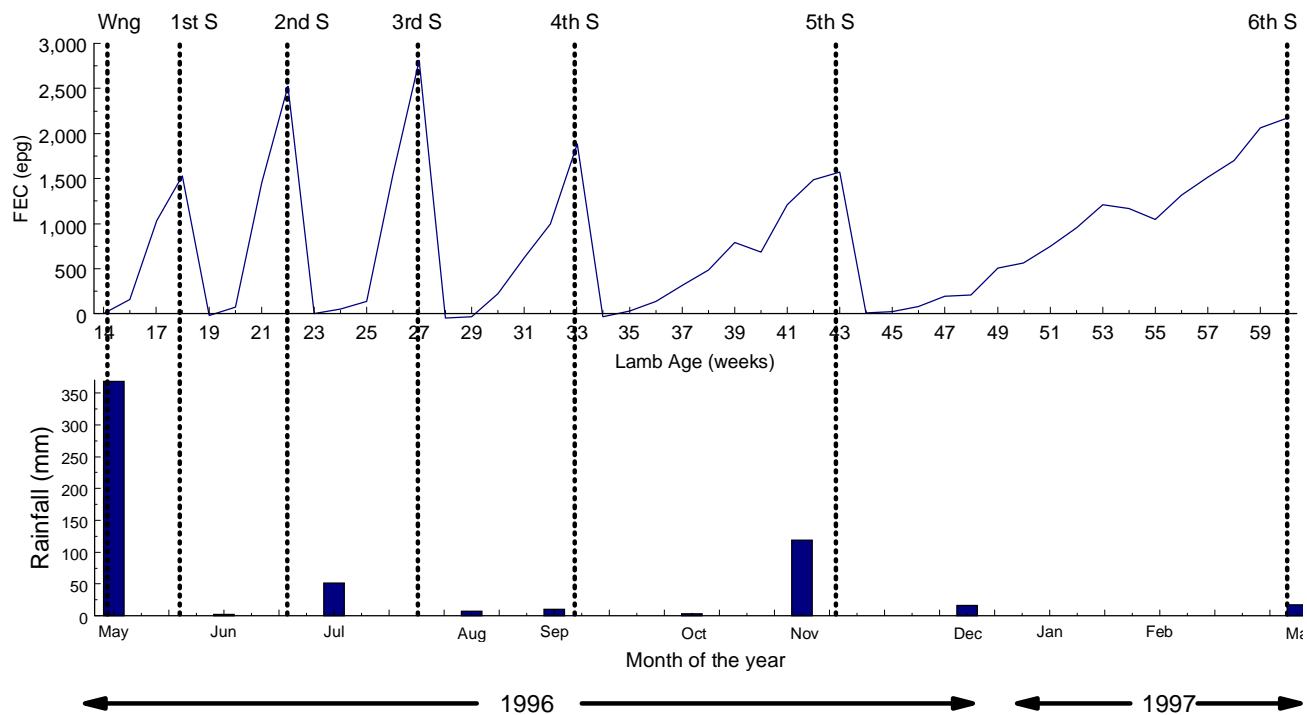 Wng 1st S 2nd S 3rd S 4th S 5th S 6th S
3,000
2,500
2,000
1,500
1,000
500
0
FEC (epg)
14 17 19 21 23 25 27 29 31 33 35 37 39 41 43 45 47 49 51 53 55 57 59
Lamb Age (weeks)
350
300
250
200
150
100
50
0
Rainfall (mm)
May Jun Jul Aug Sep Oct Nov Dec Jan Feb Ma
Month of the year
1996 1997